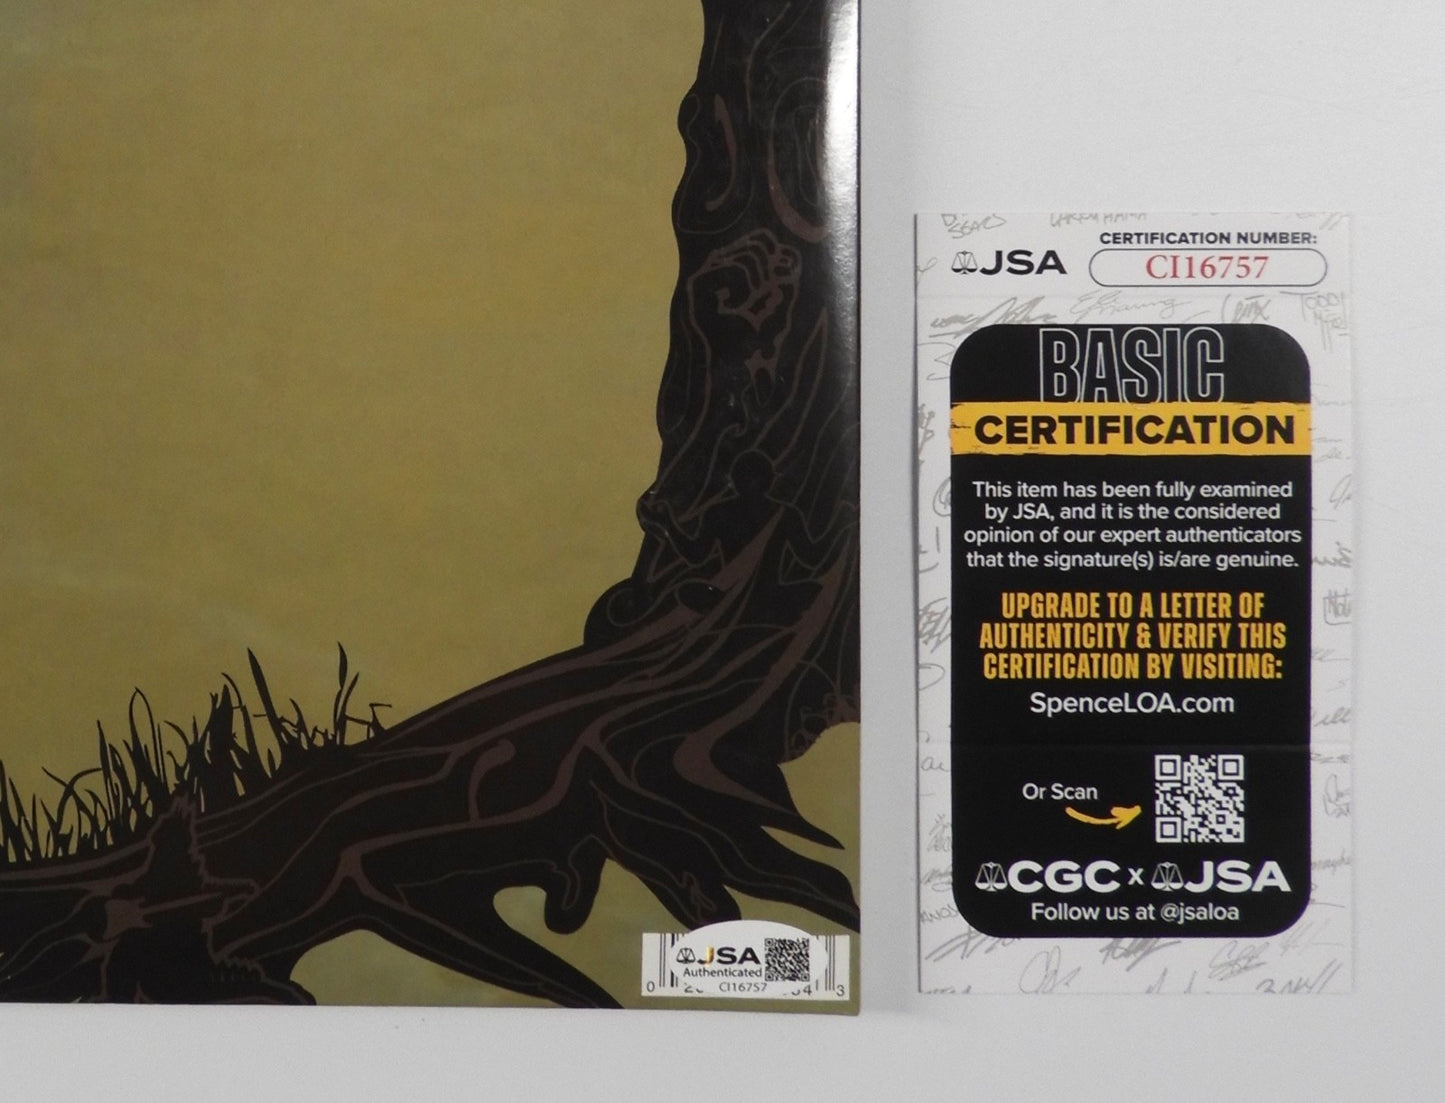 JSA
CERTIFICATION NUMBER:
CI16757
BASIC
CERTIFICATION
This item has been fully examined
by JSA, and it is the considered
opinion of our expert authenticators
that the signature(s) is/are genuine.
UPGRADE TO A LETTER OF
AUTHENTICITY & VERIFY THIS
CERTIFICATION BY VISITING:
SpenceLOA.com
Or Scan
CGC x JSA
Follow us at @jsaloa
JSA
Authenticated
CI16757
0 3